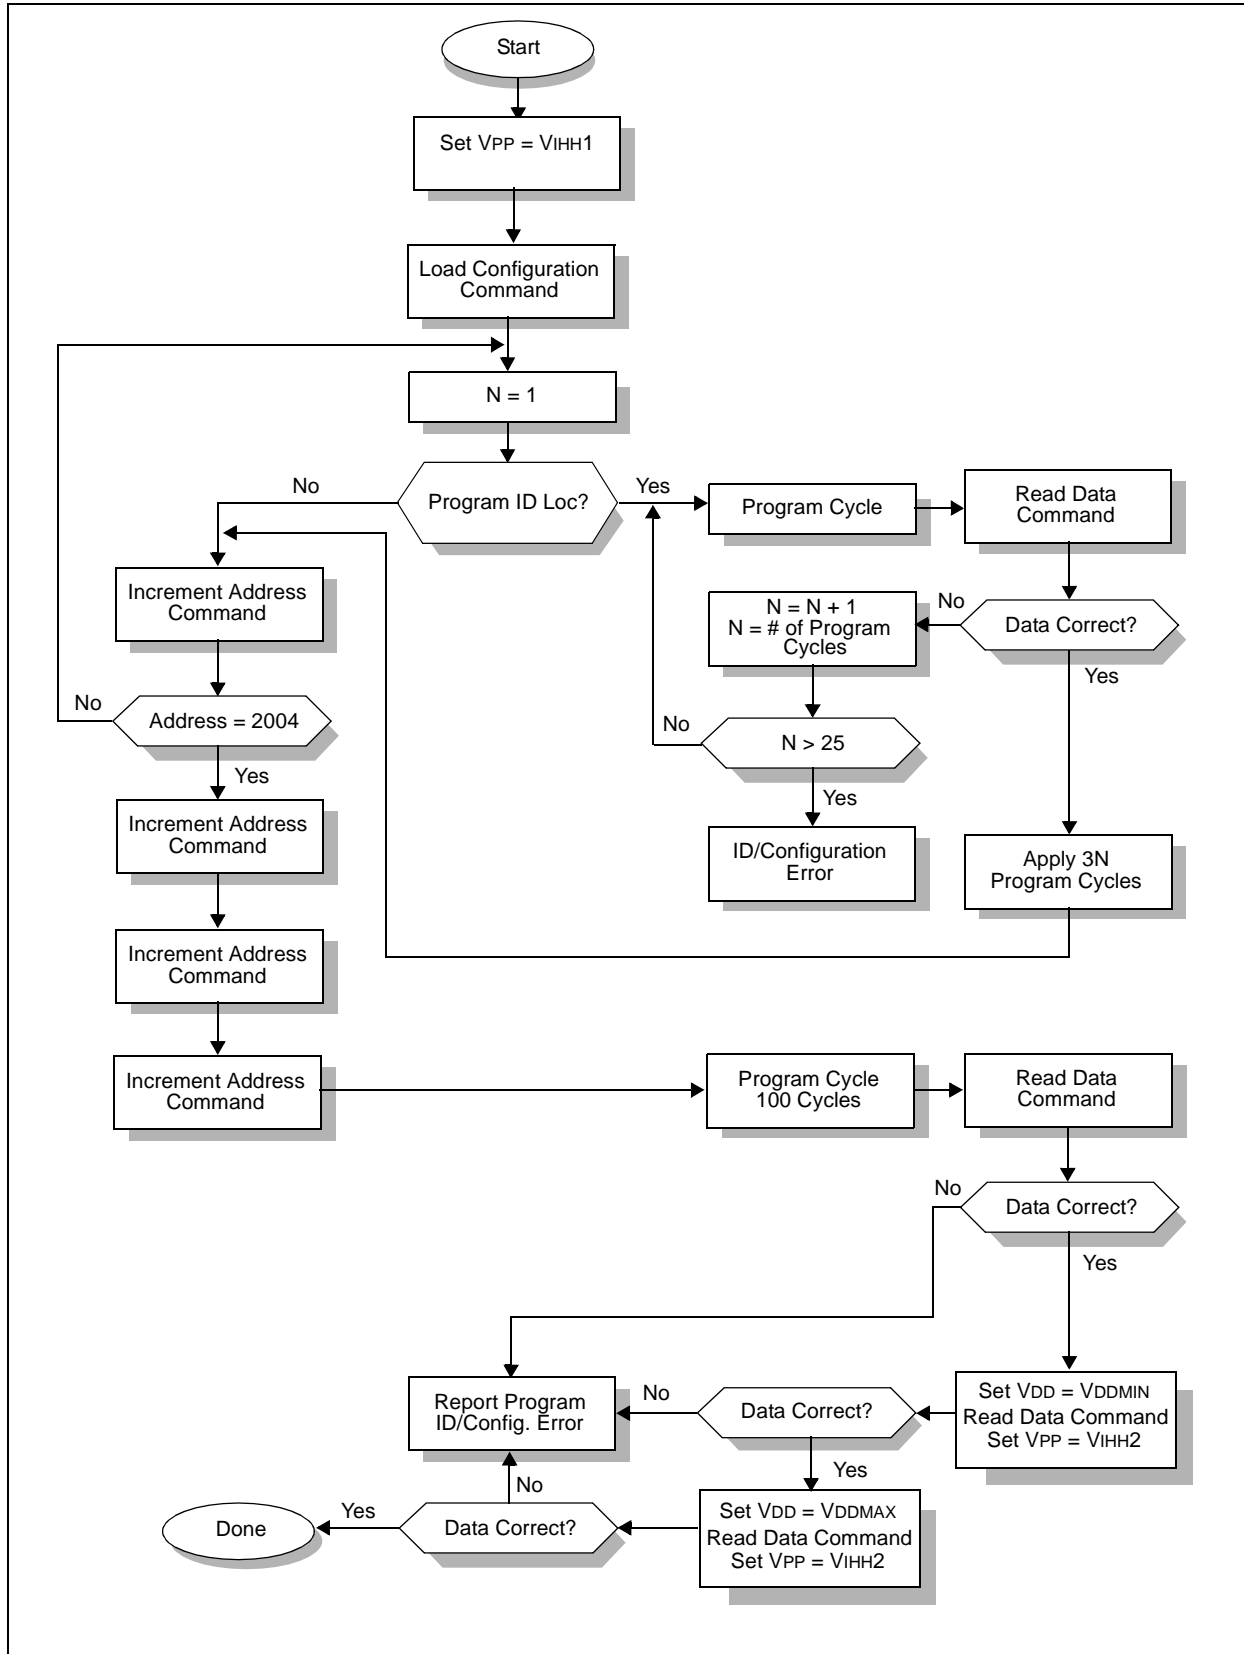 Start
Set VPP = VIHH1
Load Configuration
Command
N = 1
Program ID Loc?
No
Yes
Program Cycle
Read Data
Command
Increment Address
Command
N = N + 1
N = # of Program
Cycles
No
Data Correct?
Yes
No
Address = 2004
Yes
No
N > 25
Yes
Increment Address
Command
ID/Configuration
Error
Apply 3N
Program Cycles
Increment Address
Command
Increment Address
Command
Program Cycle
100 Cycles
Read Data
Command
No
Data Correct?
Yes
Report Program
ID/Config. Error
No
Data Correct?
Yes
Set VDD = VDDMIN
Read Data Command
Set VPP = VIHH2
No
Done
Yes
Data Correct?
Set VDD = VDDMAX
Read Data Command
Set VPP = VIHH2